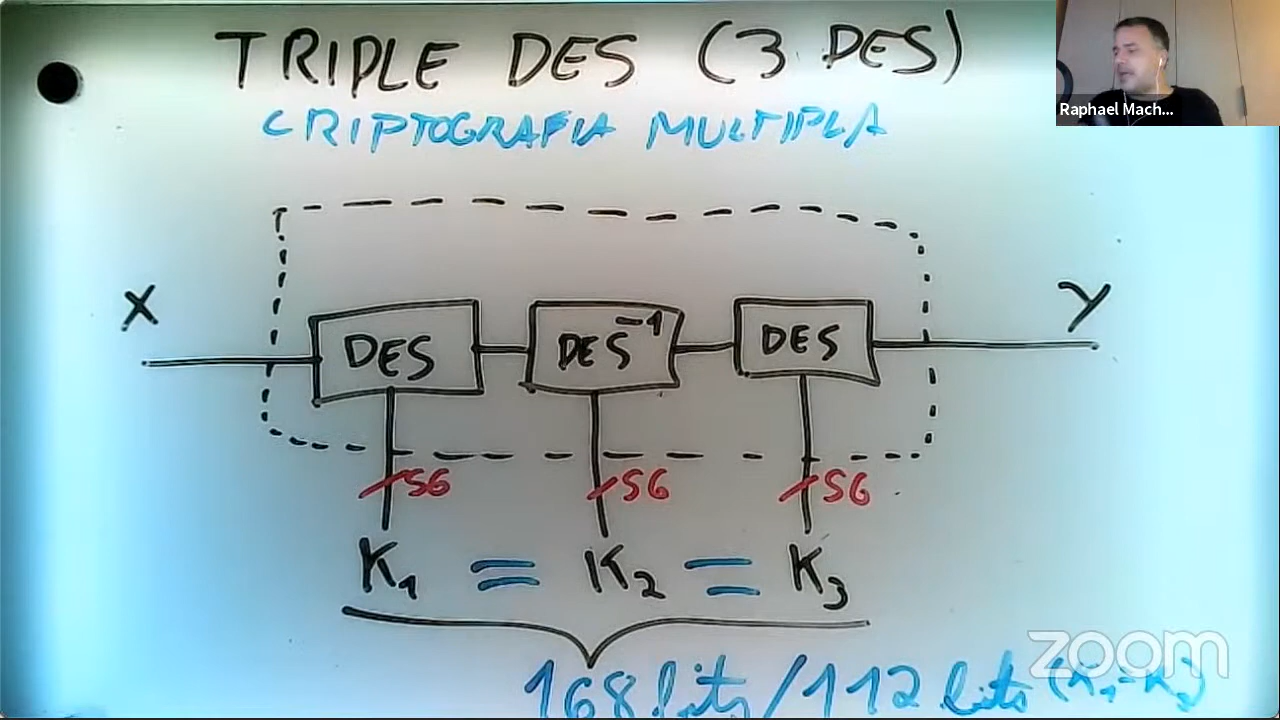 TRIPLE DES (3 DES)
CRIPTOGRAFIA MULTIPLA
Raphael Mach...
X
Y
DES DES⁻¹ DES
56 56 56
K₁ = K₂ = K₃
168 bits/112 bits
zoom